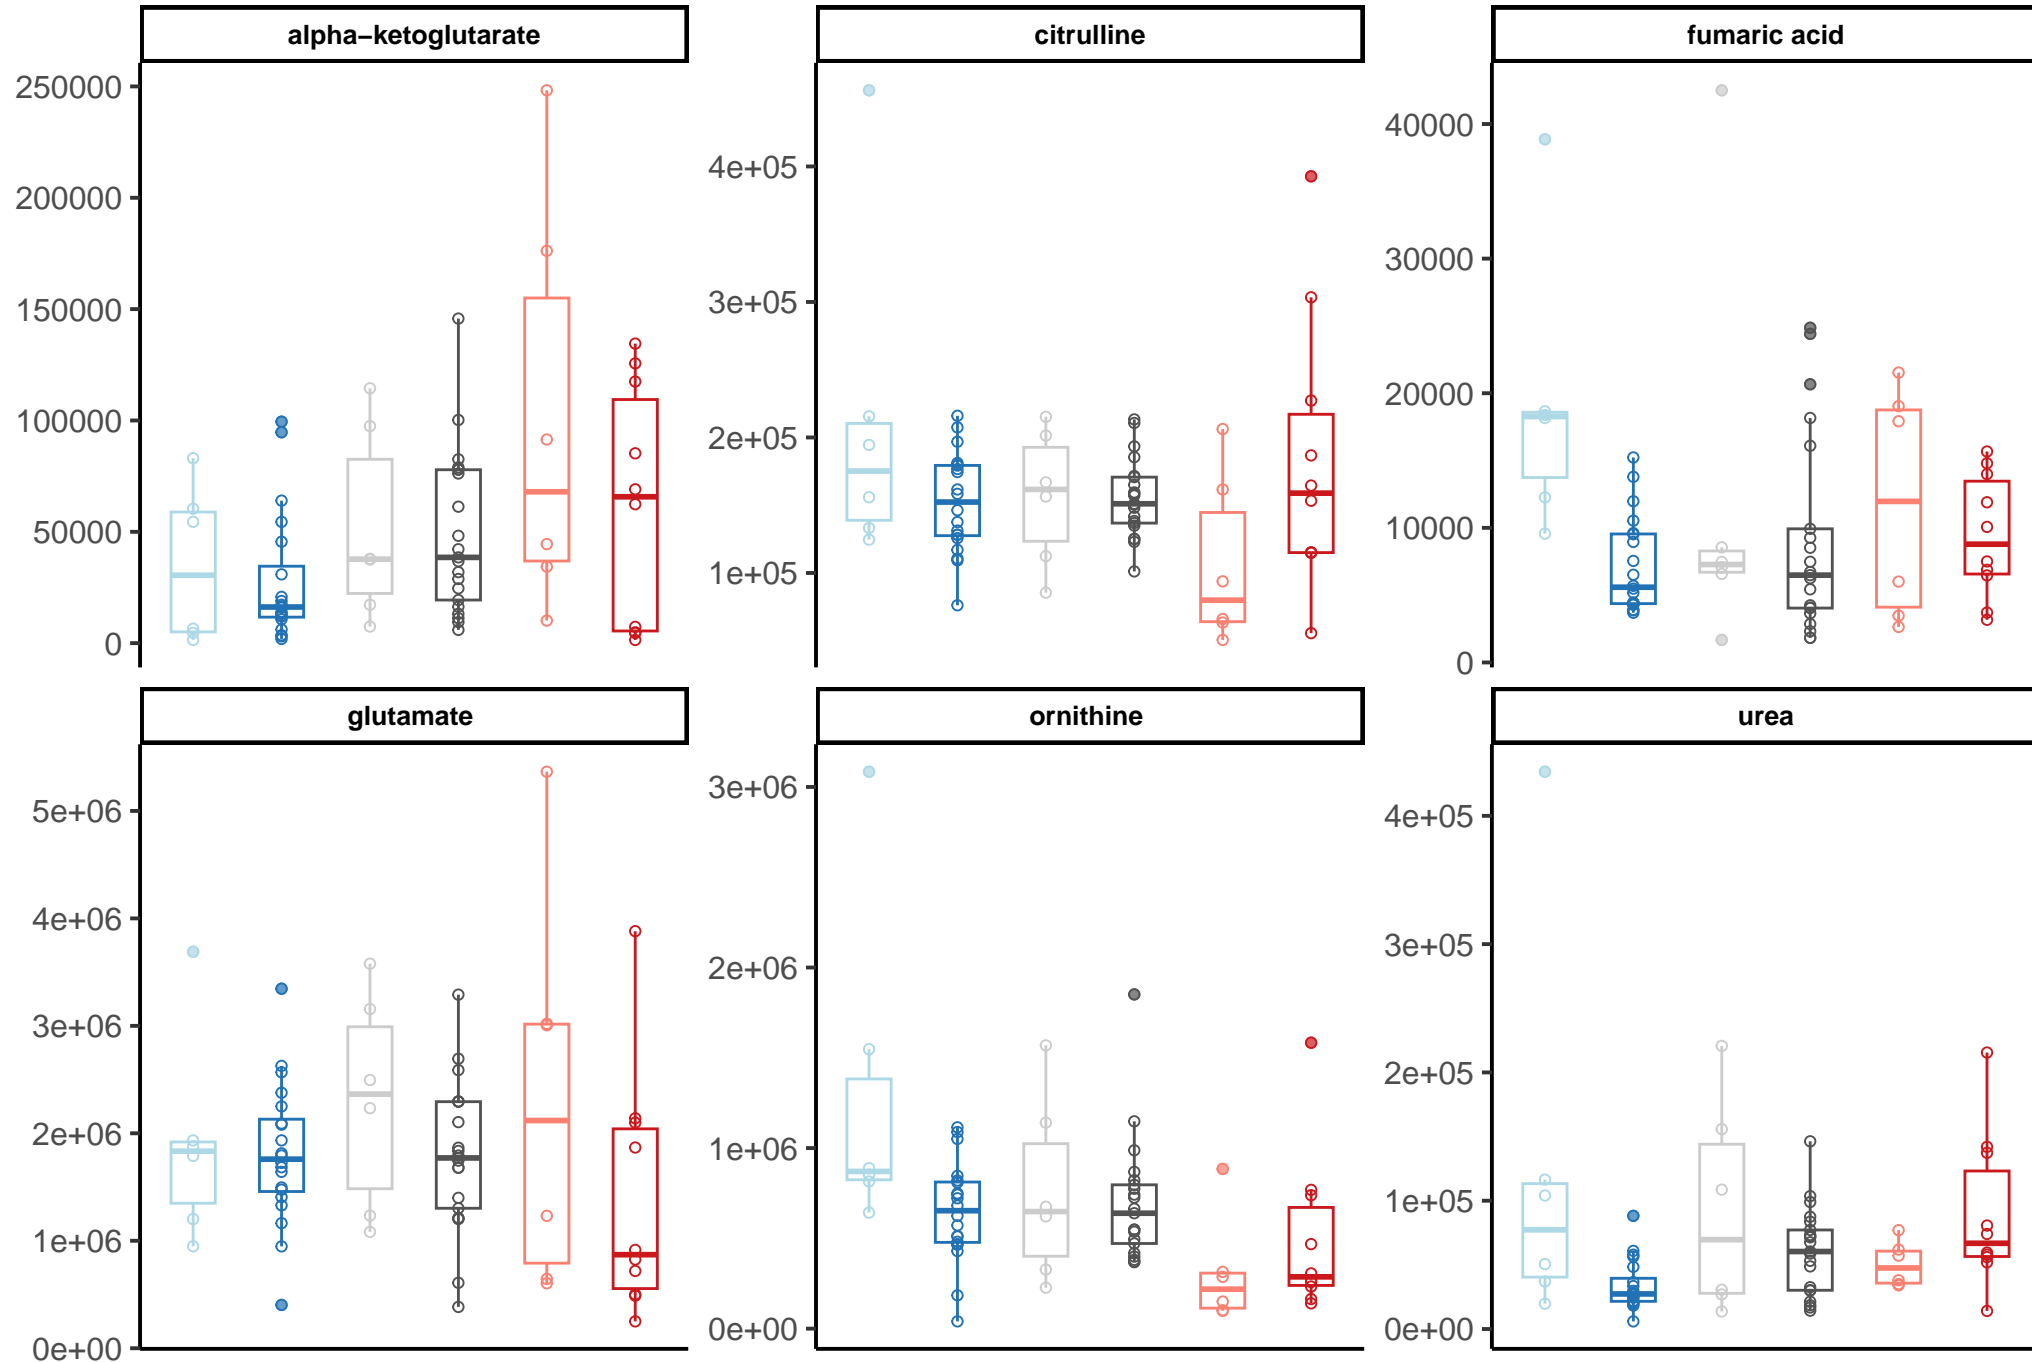 alpha−ketoglutarate
citrulline
fumaric acid
250000
200000
150000
100000
50000
0
4e+05
3e+05
2e+05
1e+05
40000
30000
20000
10000
0
glutamate
ornithine
urea
5e+06
4e+06
3e+06
2e+06
1e+06
0e+00
3e+06
2e+06
1e+06
0e+00
4e+05
3e+05
2e+05
1e+05
0e+00